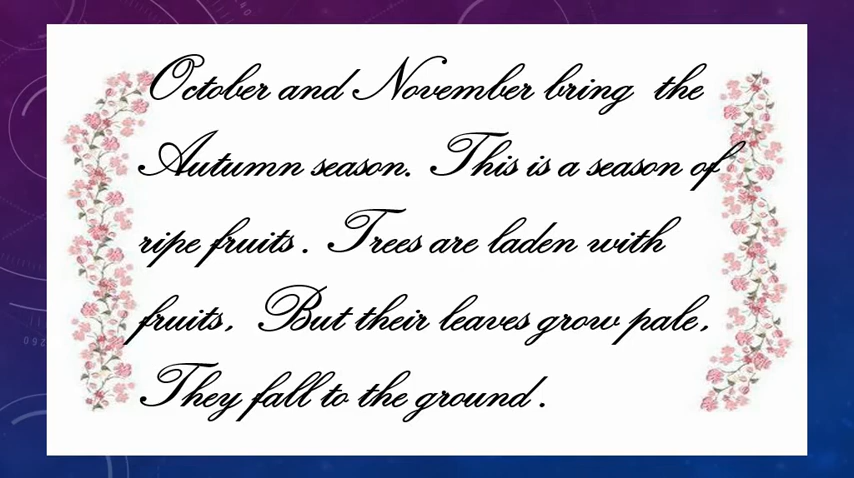 October and November bring the
Autumn season. This is a season of
ripe fruits . Trees are laden with
fruits, But their leaves grow pale,
They fall to the ground .